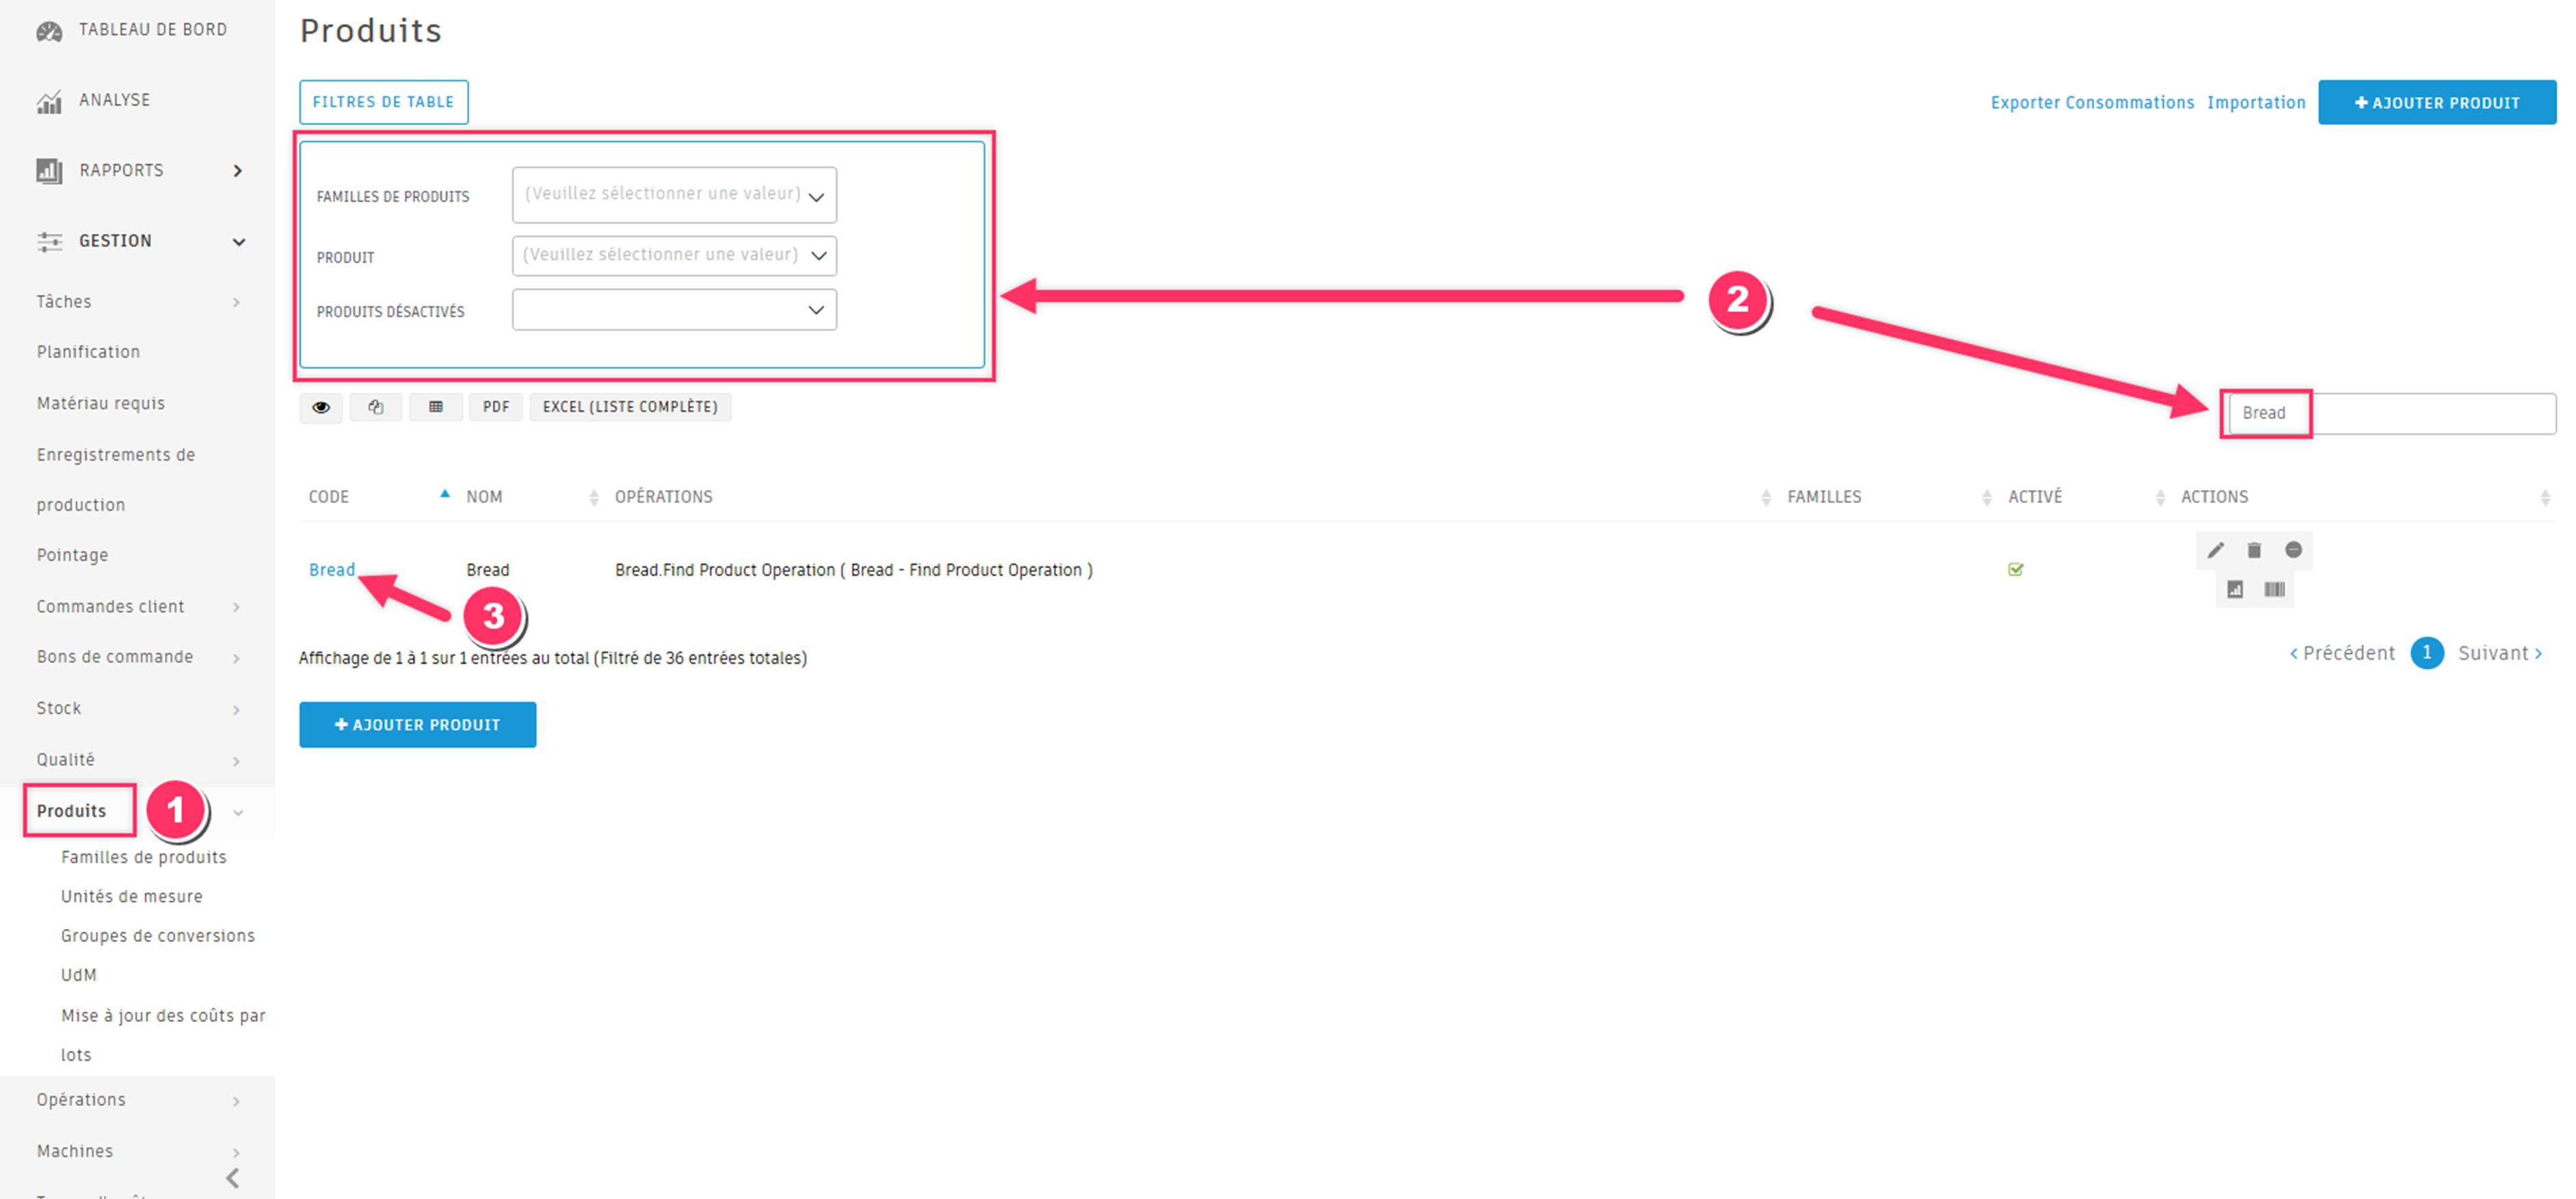 TABLEAU DE BORD
ANALYSE
RAPPORTS
GESTION
Tâches
Planification
Matériau requis
Enregistrements de
production
Pointage
Commandes client
Bons de commande
Stock
Qualité
Produits
1
Familles de produits
Unités de mesure
Groupes de conversions
UdM
Mise à jour des coûts par
lots
Opérations
Machines
Produits
FILTRES DE TABLE
Exporter Consommations Importation AJOUTER PRODUIT
FAMILLES DE PRODUITS (Veuillez sélectionner une valeur)
PRODUIT (Veuillez sélectionner une valeur)
PRODUITS DÉSACTIVÉS
2
PDF EXCEL (LISTE COMPLÈTE)
Bread
CODE NOM OPÉRATIONS FAMILLES ACTIVÉ ACTIONS
Bread Bread Bread.Find Product Operation ( Bread - Find Product Operation )
3
Affichage de 1 à 1 sur 1 entrées au total (Filtré de 36 entrées totales)
Précédent 1 Suivant
AJOUTER PRODUIT